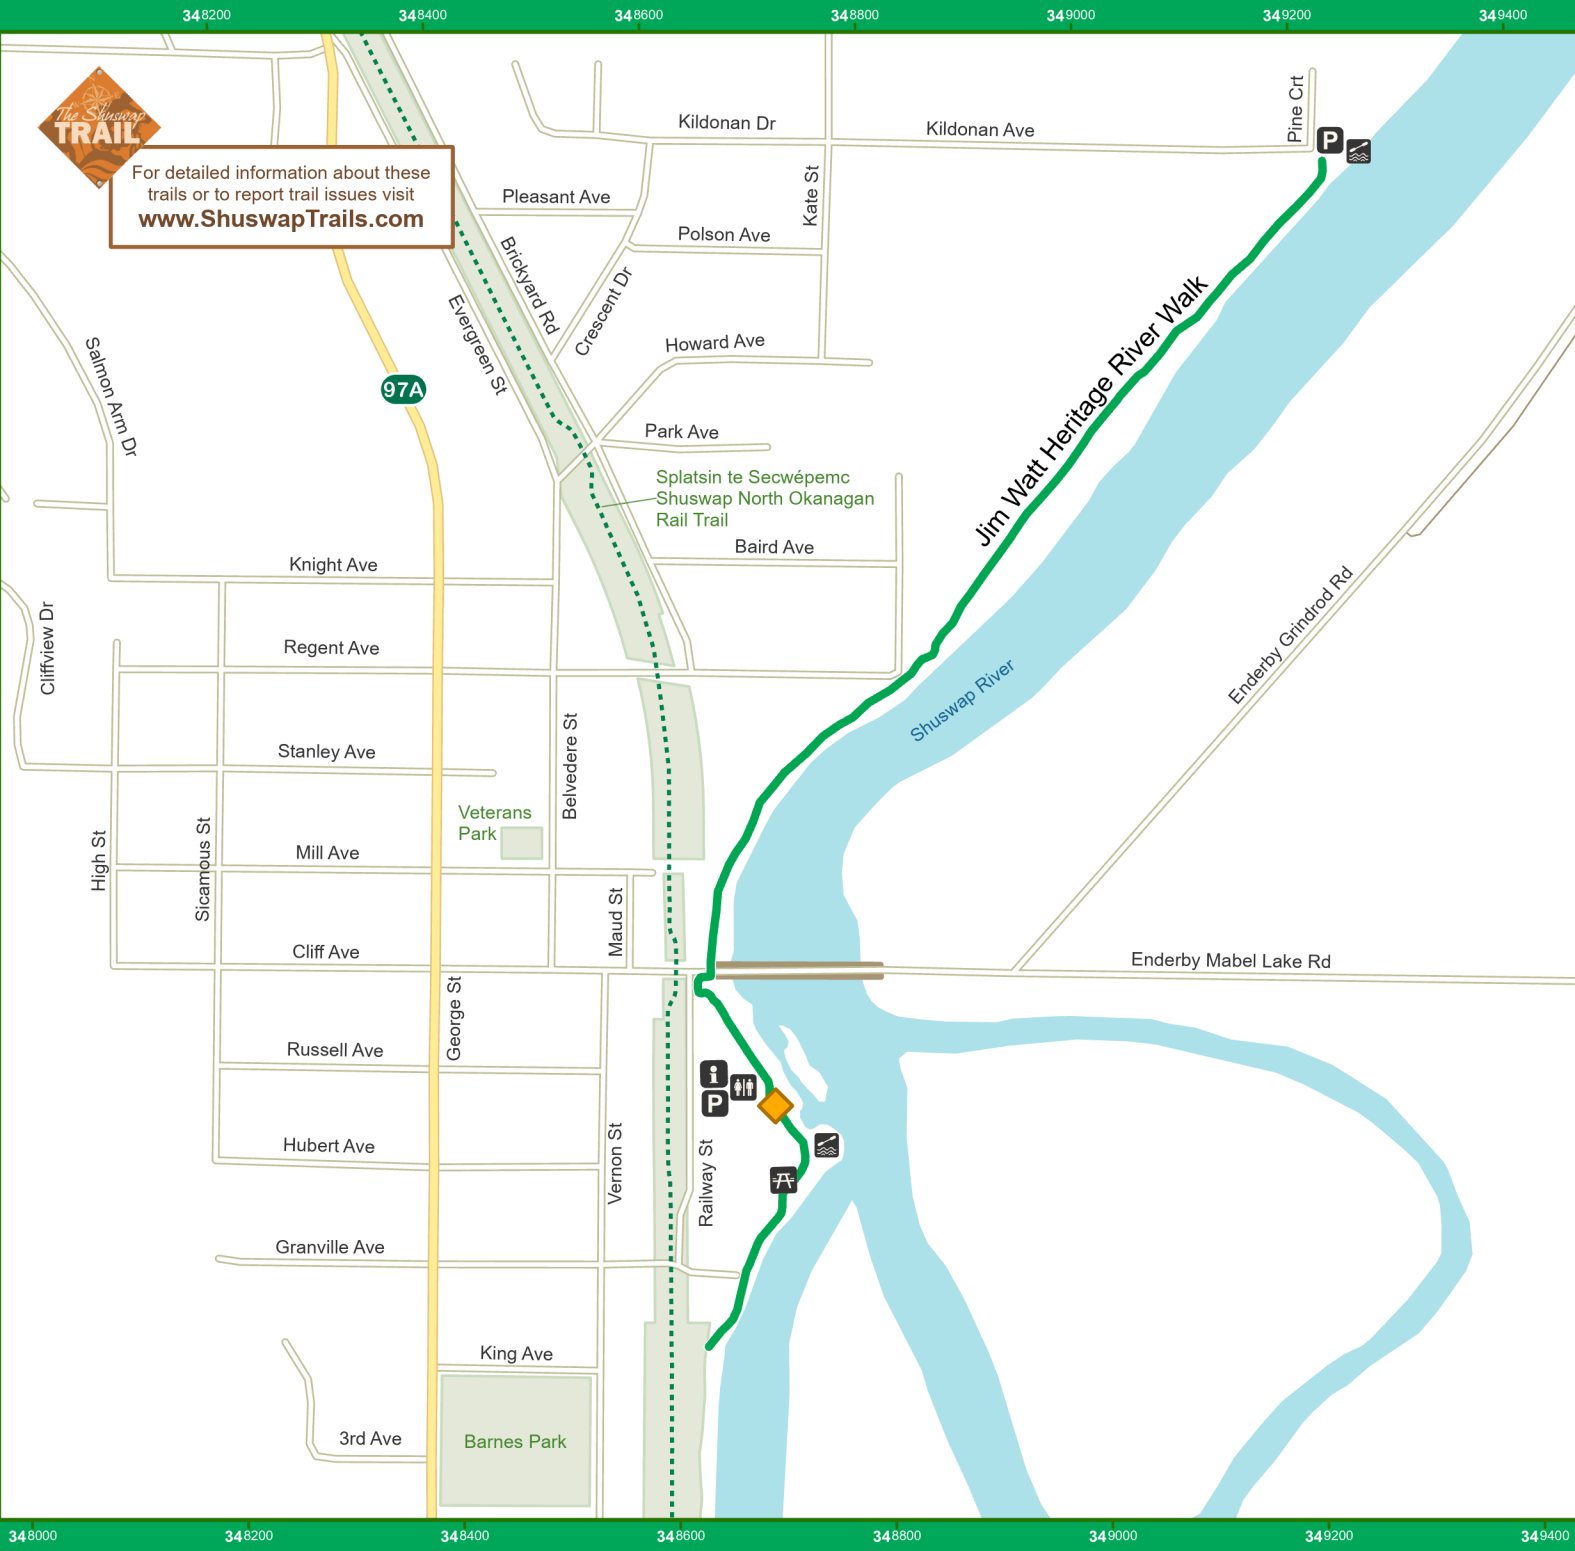 348200 348400 348600 348800 349000 349200 349400
The Shuswap
TRAIL
For detailed information about these
trails or to report trail issues visit
www.ShuswapTrails.com
Kildonan Dr
Kildonan Ave
Pine Crt
P
Pleasant Ave
Kate St
Polson Ave
Brickyard Rd
Crescent Dr
Evergreen St
Howard Ave
Salmon Arm Dr
97A
Jim Watt Heritage River Walk
Park Ave
Splatsin te Secwépemc
Shuswap North Okanagan
Rail Trail
Baird Ave
Knight Ave
Enderby Grindrod Rd
Cliffview Dr
Regent Ave
Shuswap River
Stanley Ave
Belvedere St
Veterans
Park
High St
Sicamous St
Mill Ave
Maud St
Cliff Ave
Enderby Mabel Lake Rd
George St
Russell Ave
i
P
Hubert Ave
Vernon St
Railway St
Granville Ave
King Ave
3rd Ave
Barnes Park
348000 348200 348400 348600 348800 349000 349200 349400